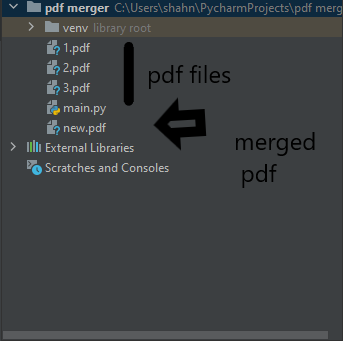 pdf merger C:\Users\shahn\PycharmProjects\pdf merg
venv library root
1.pdf
2.pdf
3.pdf
pdf files
main.py
new.pdf
merged
pdf
External Libraries
Scratches and Consoles